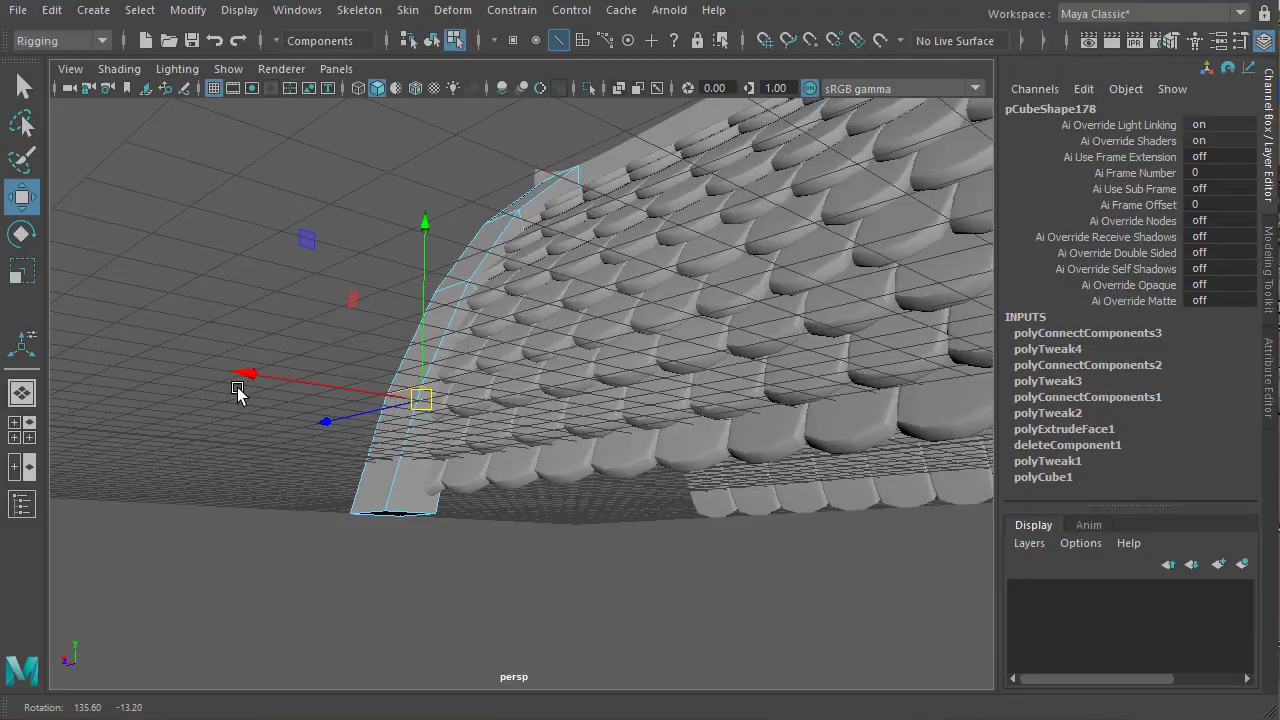 File Edit Create Select Modify Display Windows Skeleton Skin Deform Constrain Control Cache Arnold Help
Workspace : Maya Classic*
Rigging Components No Live Surface
View Shading Lighting Show Renderer Panels
0.00 1.00 ON sRGB gamma
Channels Edit Object Show
pCubeShape178
Ai Override Light Linking on
Ai Override Shaders on
Ai Use Frame Extension off
Ai Frame Number 0
Ai Use Sub Frame off
Ai Frame Offset 0
Ai Override Nodes off
Ai Override Receive Shadows off
Ai Override Double Sided off
Ai Override Self Shadows off
Ai Override Opaque off
Ai Override Matte off
INPUTS
polyConnectComponents3
polyTweak4
polyConnectComponents2
polyTweak3
polyConnectComponents1
polyTweak2
polyExtrudeFace1
deleteComponent1
polyTweak1
polyCube1
Display Anim
Layers Options Help
Channel Box / Layer Editor
Modeling Toolkit
Attribute Editor
y
z
persp
M
Rotation: 135.60 -13.20